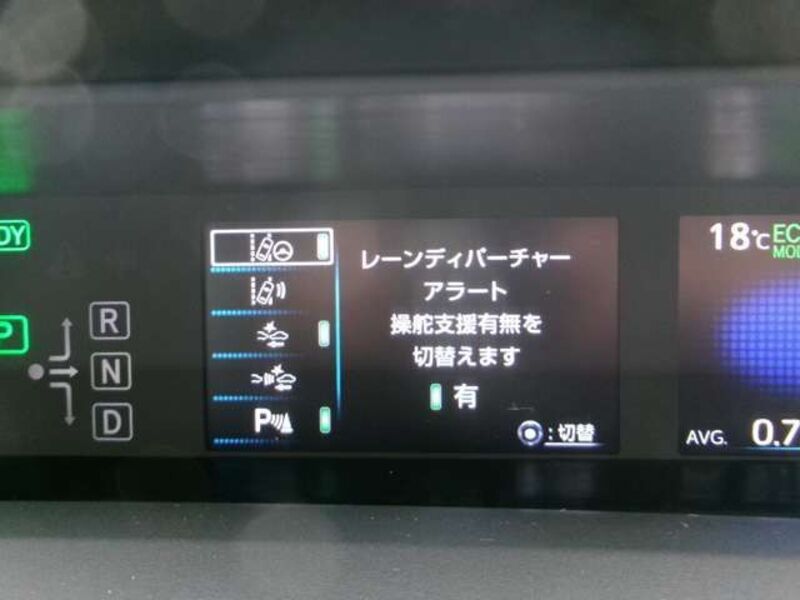 DY
P
R
N
D
P
レーンディパーチャー
アラート
操舵支援有無を
切替えます
有
:切替
18℃
EC
MOD
AVG. 0.7